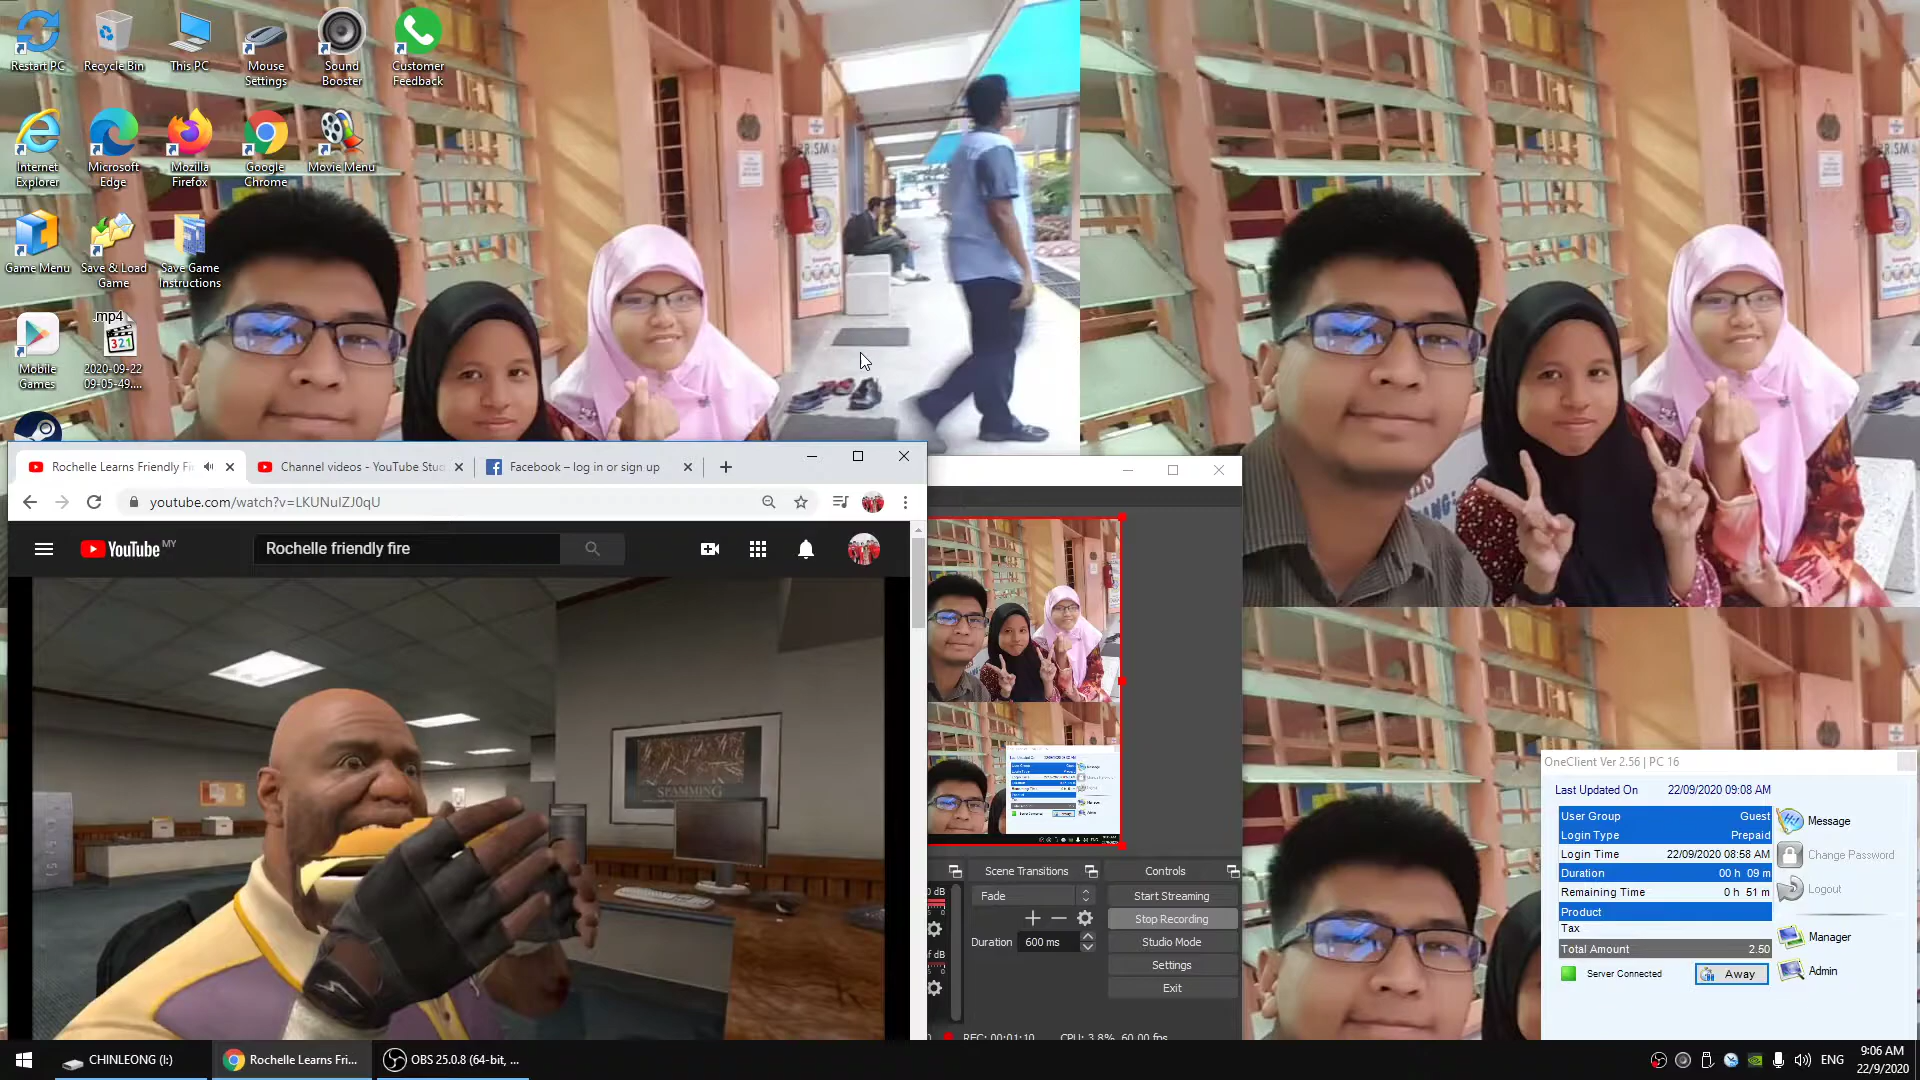 Restart PC
Recycle Bin
This PC
Mouse Settings
Sound Booster
Customer Feedback
Internet Explorer
Microsoft Edge
Mozilla Firefox
Google Chrome
Movie Menu
Game Menu
Save & Load Game
Save Game Instructions
Mobile Games
.mp4
321
2020-09-22 09-05-49....
PRISMA
Rochelle Learns Friendly Fi
Channel videos - YouTube Stu
Facebook – log in or sign up
youtube.com/watch?v=LKUNuIZJ0qU
YouTube MY
Rochelle friendly fire
SPAMMING
Scene Transitions
Controls
Fade
Start Streaming
Stop Recording
Duration 600 ms
Studio Mode
Settings
Exit
REC: 00:01:10
CPU: 3.8%, 60.00 fps
OneClient Ver 2.56 | PC 16
Last Updated On 22/09/2020 09:08 AM
User Group Guest
Login Type Prepaid
Login Time 22/09/2020 08:58 AM
Duration 00 h 09 m
Remaining Time 0 h 51 m
Product
Tax
Total Amount 2.50
Server Connected
Away
Message
Change Password
Logout
Manager
Admin
CHINLEONG (I:)
Rochelle Learns Fri...
OBS 25.0.8 (64-bit, ...
ENG
9:06 AM
22/9/2020